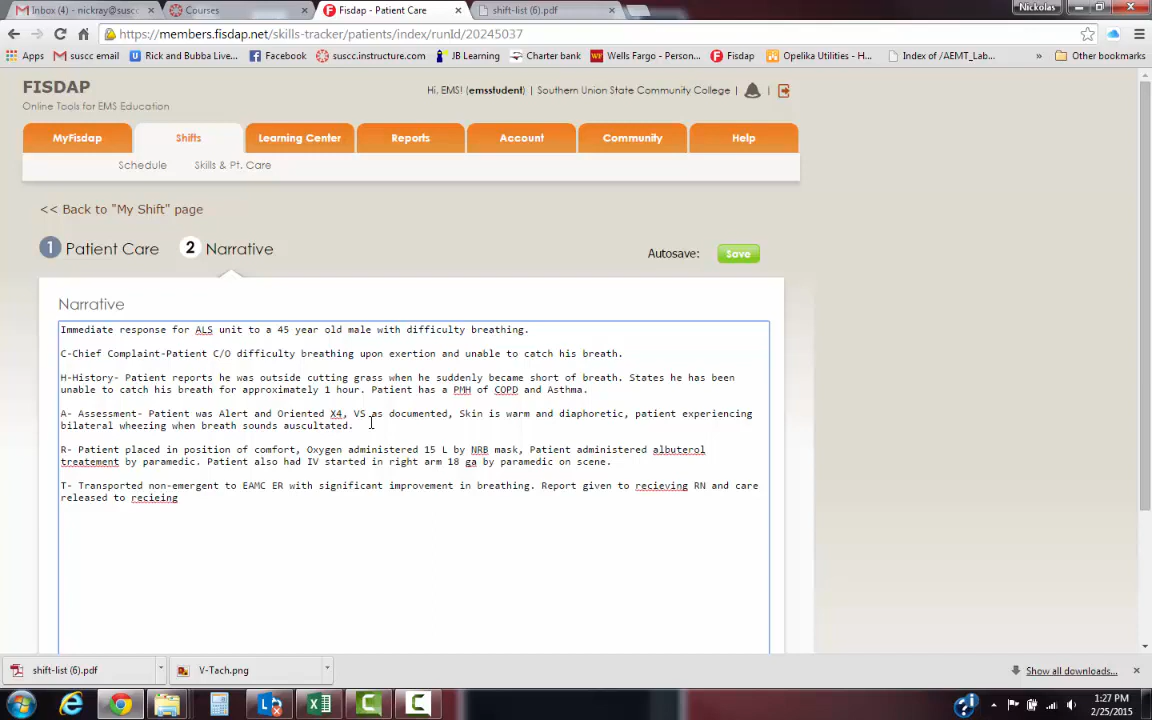 Inbox (4) - nickray@susc
Courses
Fisdap - Patient Care
shift-list (6).pdf
Nickolas
https://members.fisdap.net/skills-tracker/patients/index/runId/20245037
Apps
suscc email
Rick and Bubba Live...
Facebook
suscc.instructure.com
JB Learning
Charter bank
Wells Fargo - Person...
Fisdap
Opelika Utilities - H...
Index of /AEMT_Lab...
»
Other bookmarks
FISDAP
Online Tools for EMS Education
Hi, EMS! (emsstudent) | Southern Union State Community College |
MyFisdap
Shifts
Learning Center
Reports
Account
Community
Help
Schedule
Skills & Pt. Care
<< Back to "My Shift" page
1 Patient Care
2 Narrative
Autosave:
Save
Narrative
Immediate response for ALS unit to a 45 year old male with difficulty breathing.
C-Chief Complaint-Patient C/O difficulty breathing upon exertion and unable to catch his breath.
H-History- Patient reports he was outside cutting grass when he suddenly became short of breath. States he has been
unable to catch his breath for approximately 1 hour. Patient has a PMH of COPD and Asthma.
A- Assessment- Patient was Alert and Oriented X4, VS as documented, Skin is warm and diaphoretic, patient experiencing
bilateral wheezing when breath sounds auscultated.
R- Patient placed in position of comfort, Oxygen administered 15 L by NRB mask, Patient administered albuterol
treatement by paramedic. Patient also had IV started in right arm 18 ga by paramedic on scene.
T- Transported non-emergent to EAMC ER with significant improvement in breathing. Report given to recieving RN and care
released to recieing
shift-list (6).pdf
V-Tach.png
Show all downloads...
1:27 PM
2/25/2015